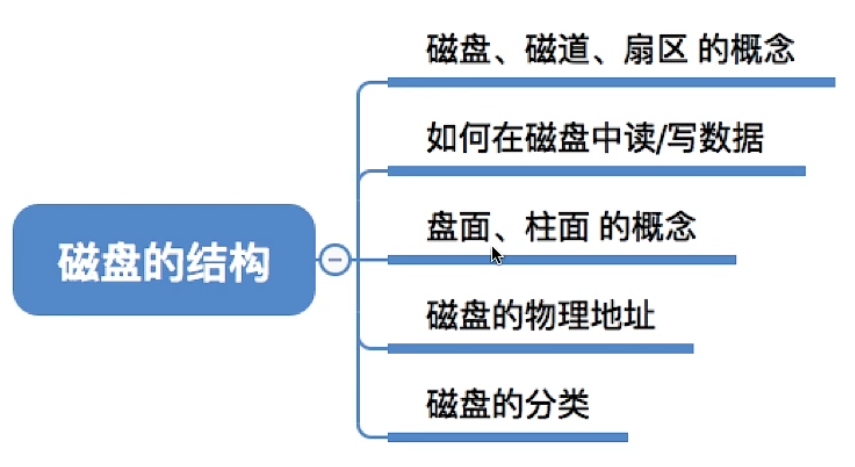 磁盘、磁道、扇区 的概念
如何在磁盘中读/写数据
盘面、柱面 的概念
磁盘的结构
磁盘的物理地址
磁盘的分类